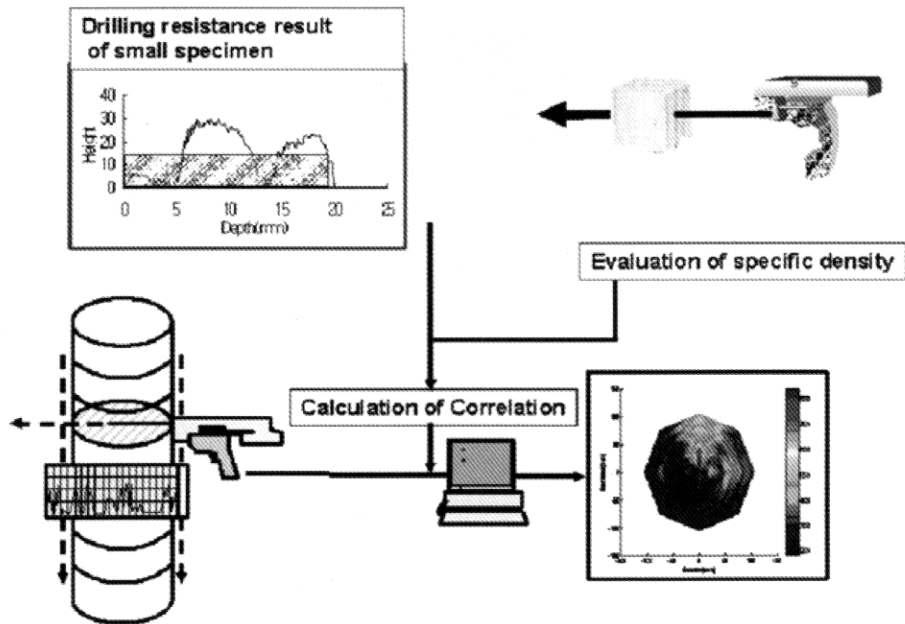 Drilling resistance result
of small specimen
40
30
20
10
0
Height
0 5 10 15 20 25
Depth(mm)
Evaluation of specific density
Calculation of Correlation